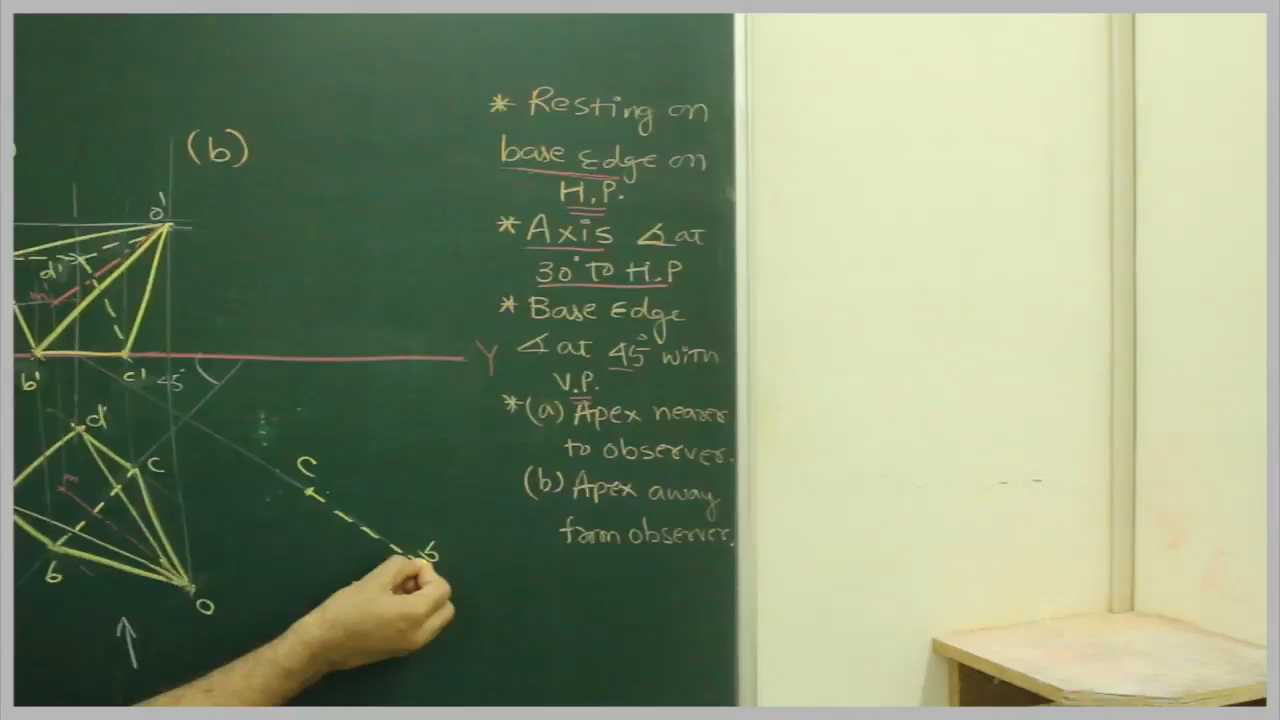 (b)
* Resting on
base Edge on
H.P.
* Axis ∡ at
30° to H.P
* Base Edge
∡ at 45° with
V.P.
* (a) Apex nearer
to observer.
(b) Apex away
form observer.
o'
d'
m'
b'
c'
45°
Y
d
c
m
b
o
c
b